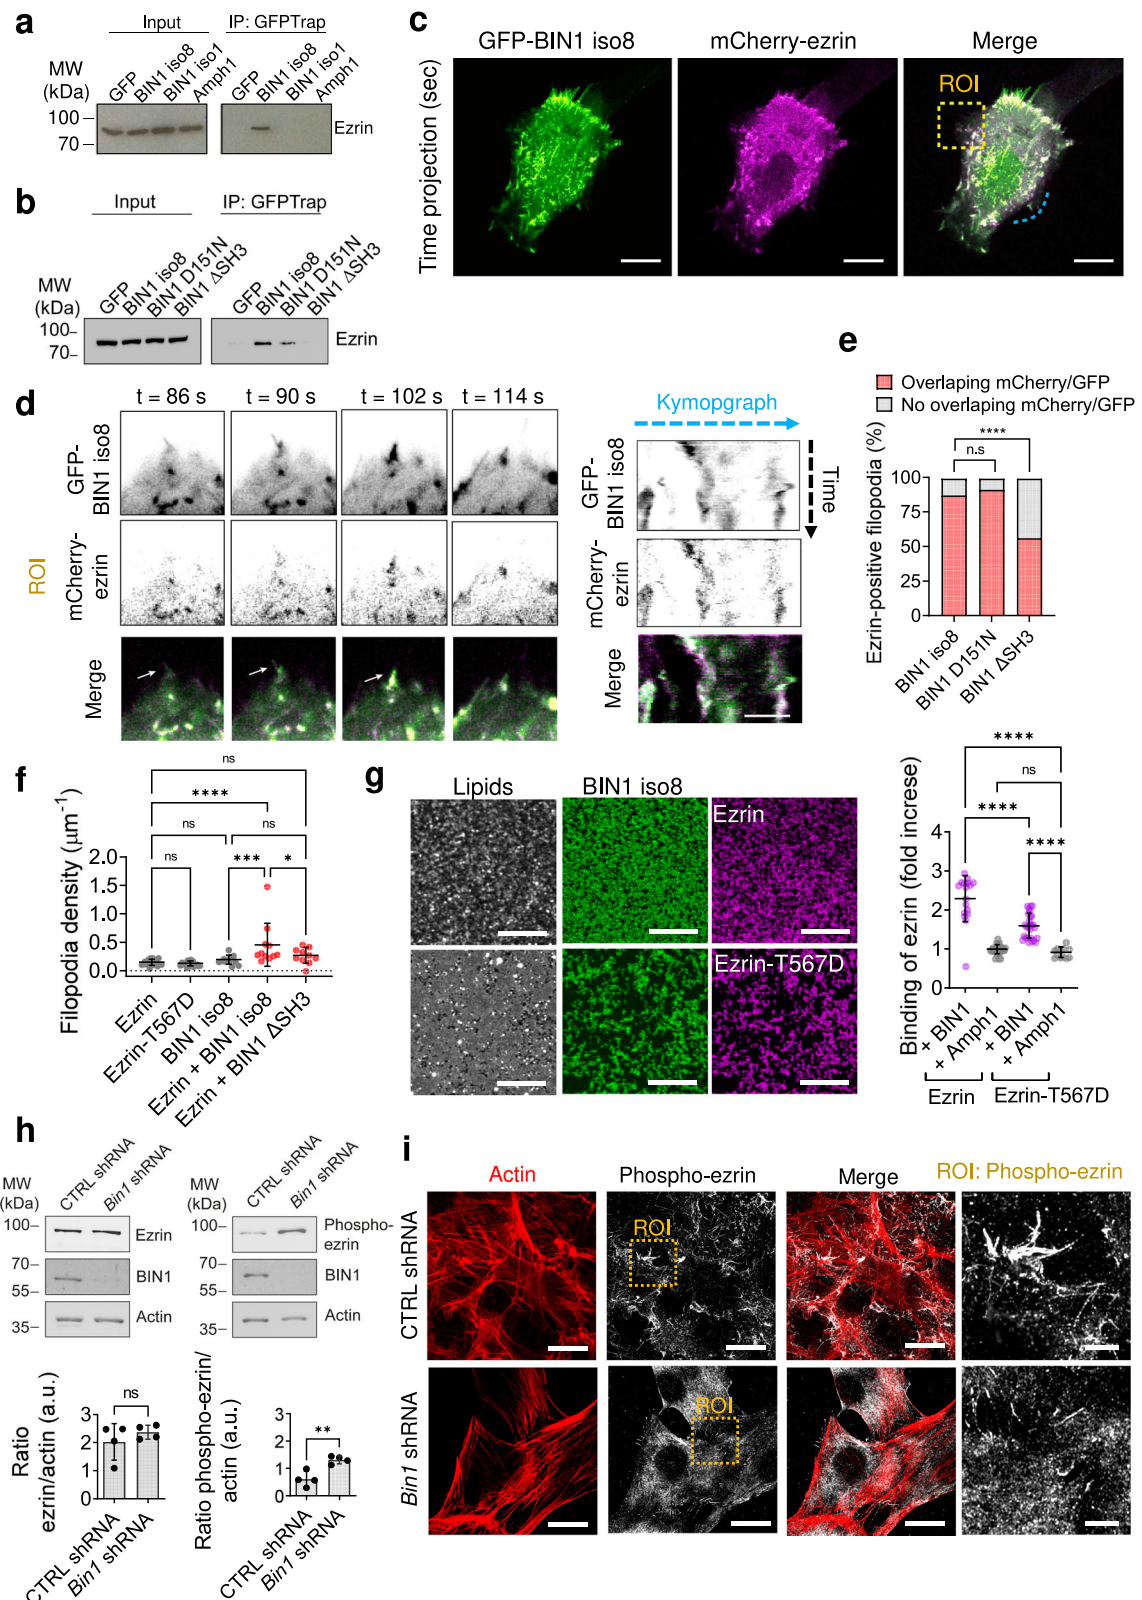 a
Input
IP: GFPTrap
MW
(kDa)
GFP
BIN1 iso8
BIN1 iso1
Amph1
GFP
BIN1 iso8
BIN1 iso1
Amph1
100
70
Ezrin
b
Input
IP: GFPTrap
MW
(kDa)
GFP
BIN1 iso8
BIN1 D151N
BIN1 ΔSH3
GFP
BIN1 iso8
BIN1 D151N
BIN1 ΔSH3
100
70
Ezrin
c
GFP-BIN1 iso8
mCherry-ezrin
Merge
Time projection (sec)
ROI
d
t = 86 s
t = 90 s
t = 102 s
t = 114 s
ROI
GFP-
BIN1 iso8
mCherry-
ezrin
Merge
Kymopgraph
Time
GFP-
BIN1 iso8
mCherry-
ezrin
Merge
e
Overlaping mCherry/GFP
No overlaping mCherry/GFP
Ezrin-positive filopodia (%)
****
n.s
100
75
50
25
0
BIN1 iso8
BIN1 D151N
BIN1 ΔSH3
f
Filopodia density (μm⁻¹)
ns
****
ns
ns
ns
***
*
2.0
1.5
1.0
0.5
0.0
Ezrin
Ezrin-T567D
BIN1 iso8
Ezrin + BIN1 iso8
Ezrin + BIN1 ΔSH3
g
Lipids
BIN1 iso8
Ezrin
Ezrin-T567D
Binding of ezrin (fold increse)
****
ns
****
****
4
3
2
1
0
+ BIN1
+ Amph1
+ BIN1
+ Amph1
Ezrin
Ezrin-T567D
h
MW
(kDa)
CTRL shRNA
Bin1 shRNA
100
Ezrin
70
55
BIN1
35
Actin
MW
(kDa)
CTRL shRNA
Bin1 shRNA
100
Phospho-
ezrin
70
55
BIN1
35
Actin
Ratio
ezrin/actin (a.u.)
ns
3
2
1
0
CTRL shRNA
Bin1 shRNA
Ratio phospho-ezrin/
actin (a.u.)
**
3
2
1
0
CTRL shRNA
Bin1 shRNA
i
Actin
Phospho-ezrin
Merge
ROI: Phospho-ezrin
CTRL shRNA
ROI
Bin1 shRNA
ROI